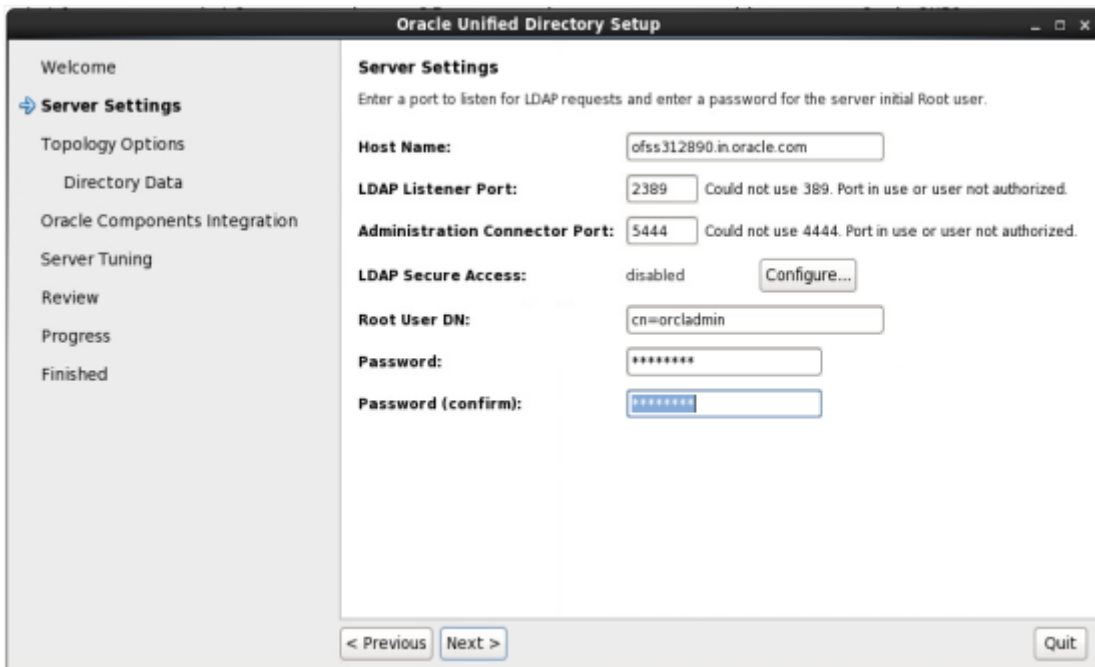 Oracle Unified Directory Setup
Welcome
Server Settings
Topology Options
Directory Data
Oracle Components Integration
Server Tuning
Review
Progress
Finished
Server Settings
Enter a port to listen for LDAP requests and enter a password for the server initial Root user.
Host Name: ofss312890.in.oracle.com
LDAP Listener Port: 2389 Could not use 389. Port in use or user not authorized.
Administration Connector Port: 5444 Could not use 4444. Port in use or user not authorized.
LDAP Secure Access: disabled Configure...
Root User DN: cn=orcladmin
Password: ********
Password (confirm): ********
< Previous Next > Quit